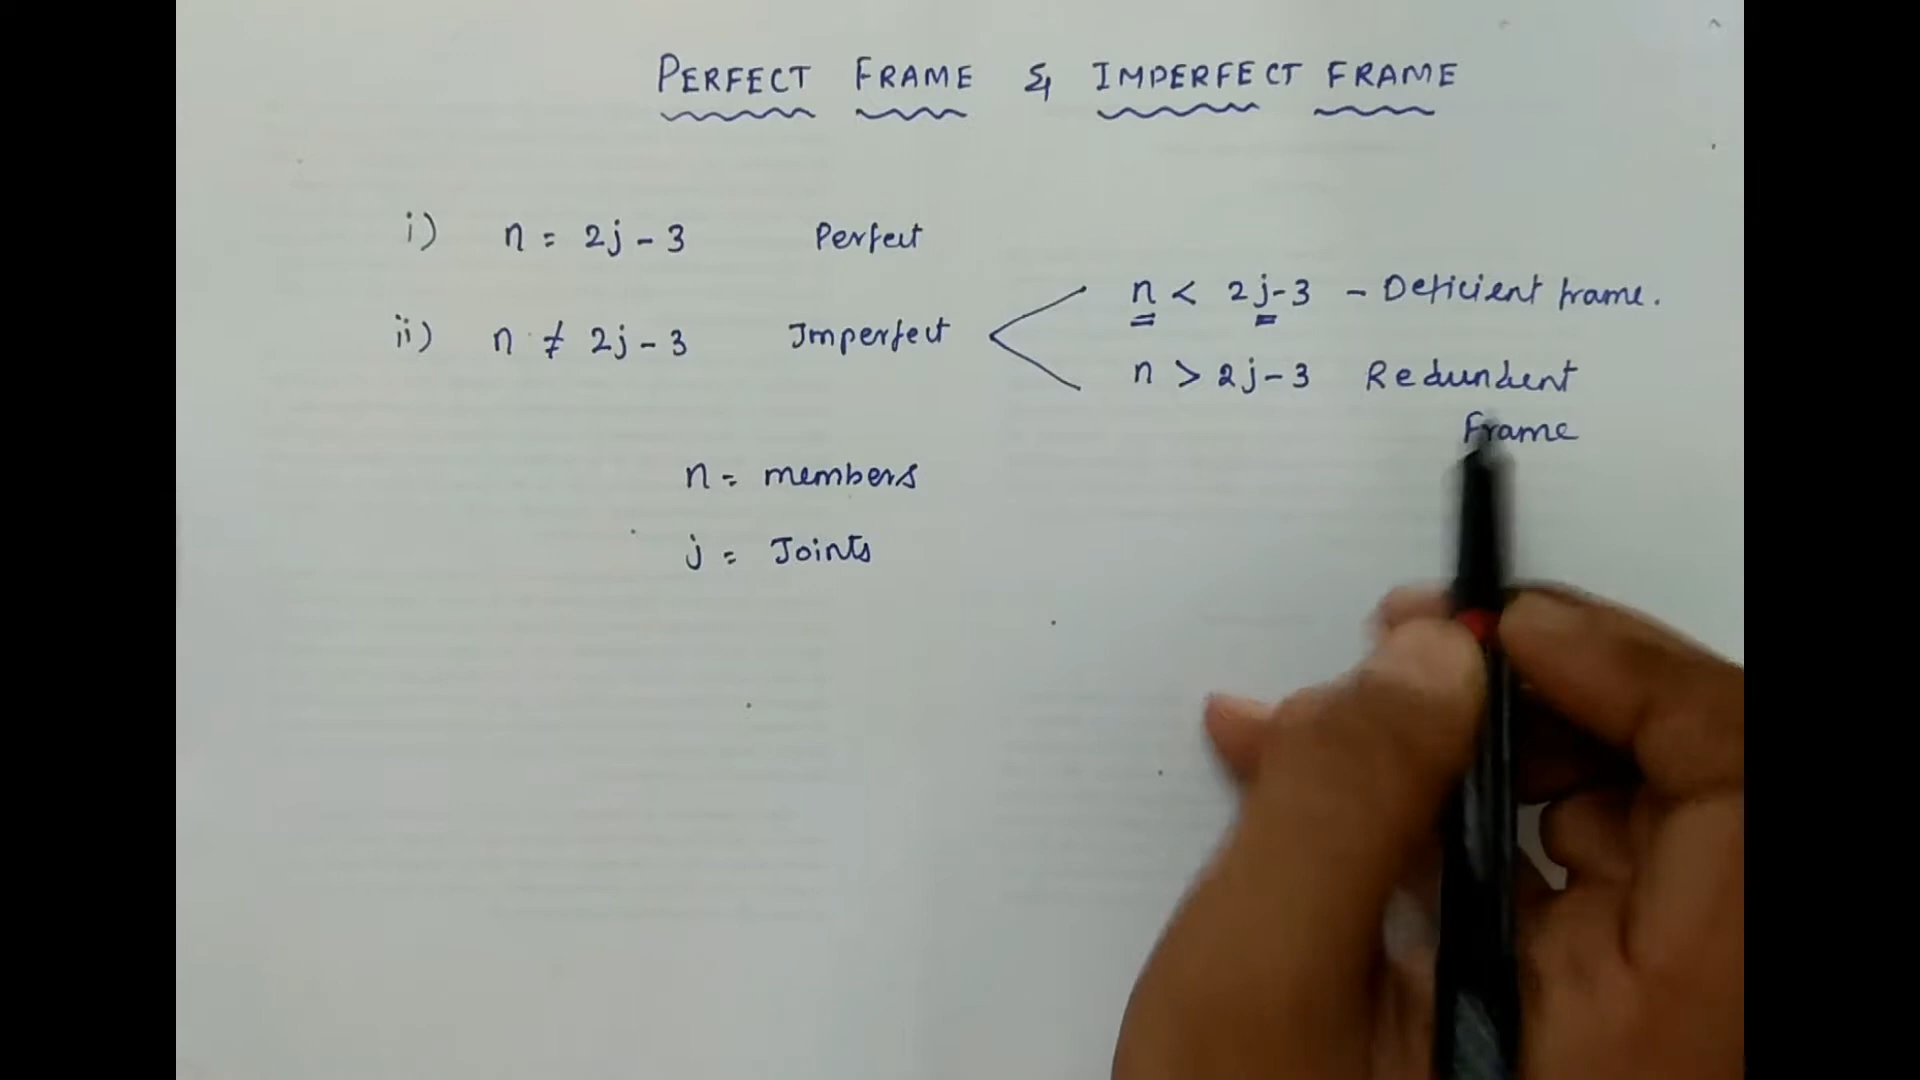 PERFECT FRAME & IMPERFECT FRAME
i) n = 2j - 3 Perfect
ii) n ≠ 2j - 3 Imperfect
n < 2j-3 - Deficient frame.
n > 2j-3 Redundent
Frame
n = members
j = Joints